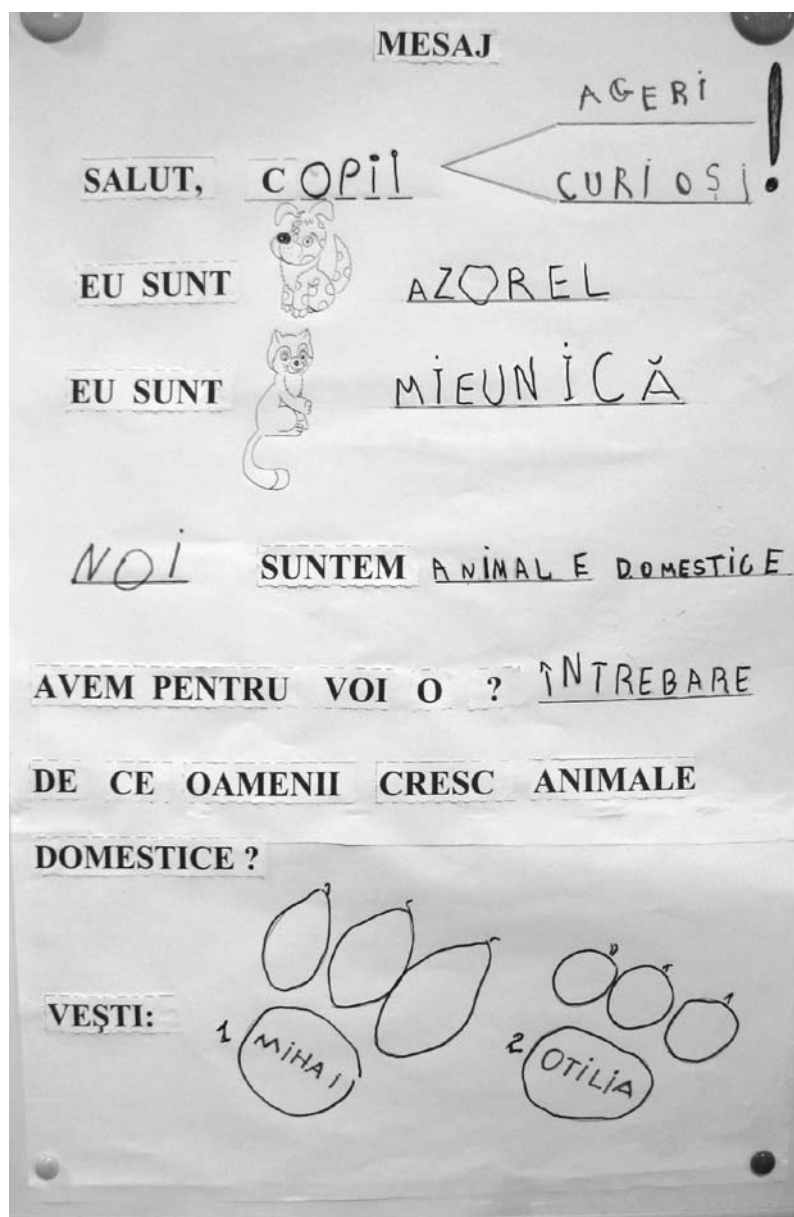 MESAJ
AGERI
SALUT, COPII CURIOȘI !
EU SUNT AZOREL
EU SUNT MIEUNICĂ
NOI SUNTEM ANIMALE DOMESTICE
AVEM PENTRU VOI O ? ÎNTREBARE
DE CE OAMENII CRESC ANIMALE
DOMESTICE ?
VEŞTI: 1 MIHAI 2 OTILIA